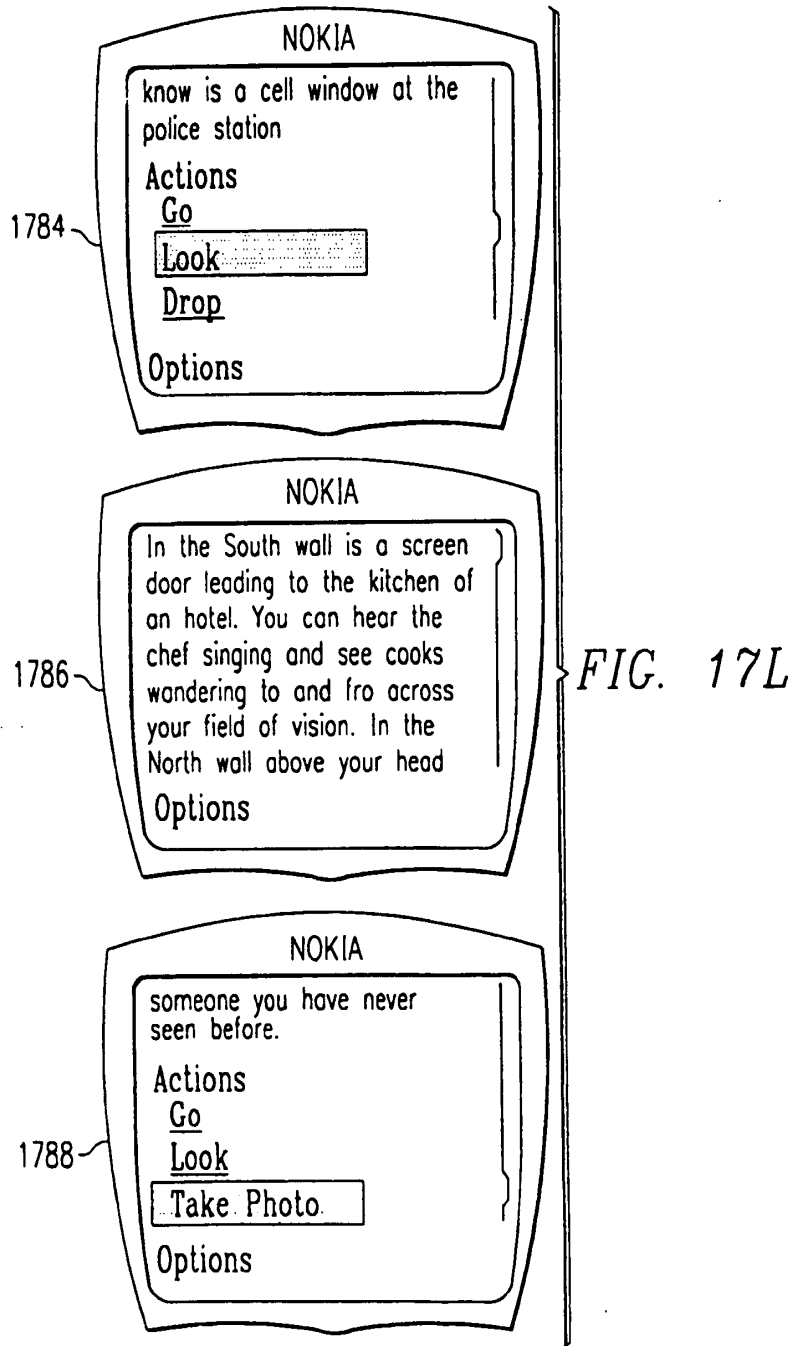 NOKIA
know is a cell window at the
police station
Actions
Go
1784
Look
Drop
Options
NOKIA
In the South wall is a screen
door leading to the kitchen of
an hotel. You can hear the
chef singing and see cooks
1786
wandering to and fro across
your field of vision. In the
North wall above your head
Options
FIG. 17L
NOKIA
someone you have never
seen before.
Actions
Go
1788
Look
Take Photo
Options